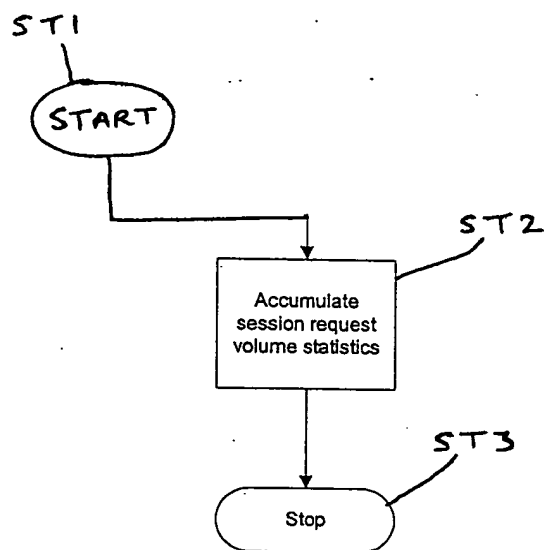 ST1
START
ST2
Accumulate
session request
volume statistics
ST3
Stop